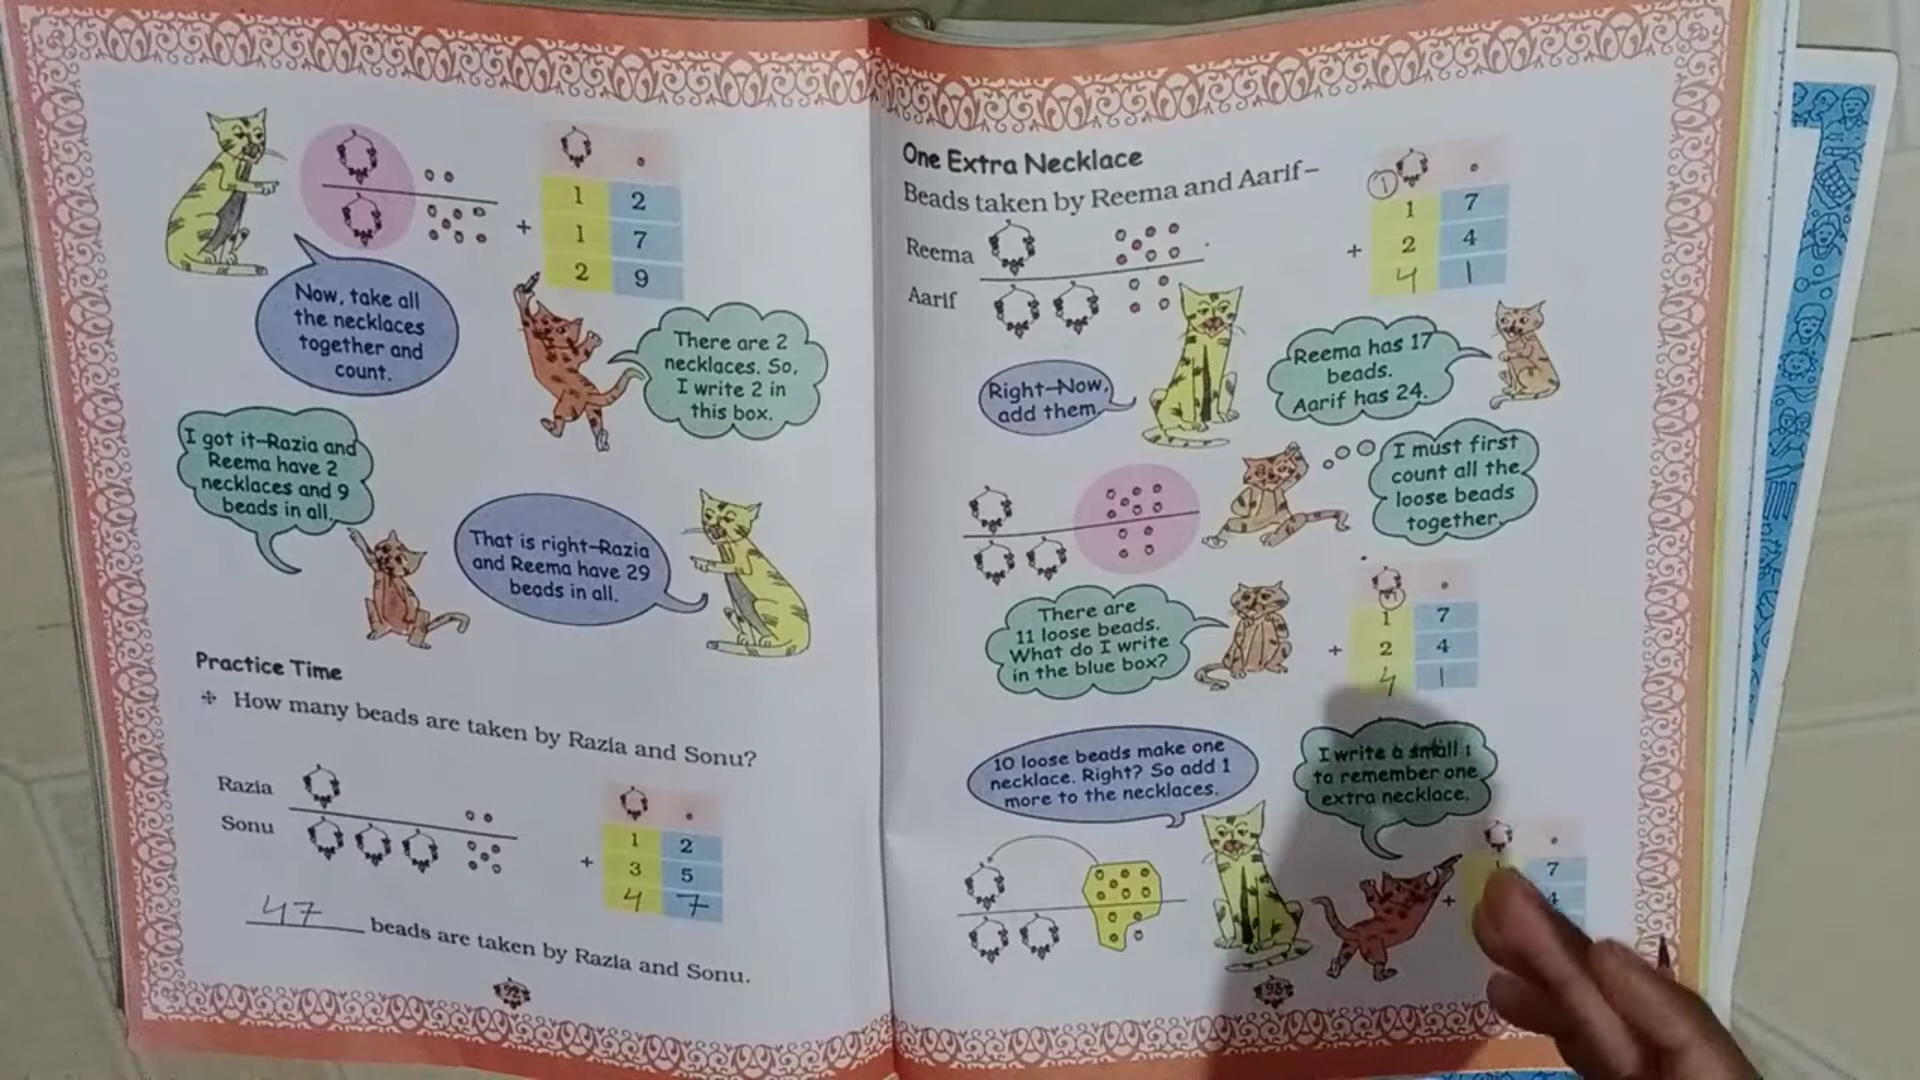 1 2
+ 1 7
2 9
Now, take all
the necklaces
together and
count.
There are 2
necklaces. So,
I write 2 in
this box.
I got it—Razia and
Reema have 2
necklaces and 9
beads in all.
That is right—Razia
and Reema have 29
beads in all.
Practice Time
How many beads are taken by Razia and Sonu?
Razia
Sonu
1 2
+ 3 5
4 7
47 beads are taken by Razia and Sonu.
92
One Extra Necklace
Beads taken by Reema and Aarif—
Reema
Aarif
1
1 7
+ 2 4
4 1
Reema has 17
beads.
Aarif has 24.
Right—Now,
add them.
I must first
count all the
loose beads
together.
There are
11 loose beads.
What do I write
in the blue box?
1
1 7
+ 2 4
4 1
10 loose beads make one
necklace. Right? So add 1
more to the necklaces.
I write a small 1
to remember one
extra necklace.
7
+ 4
93